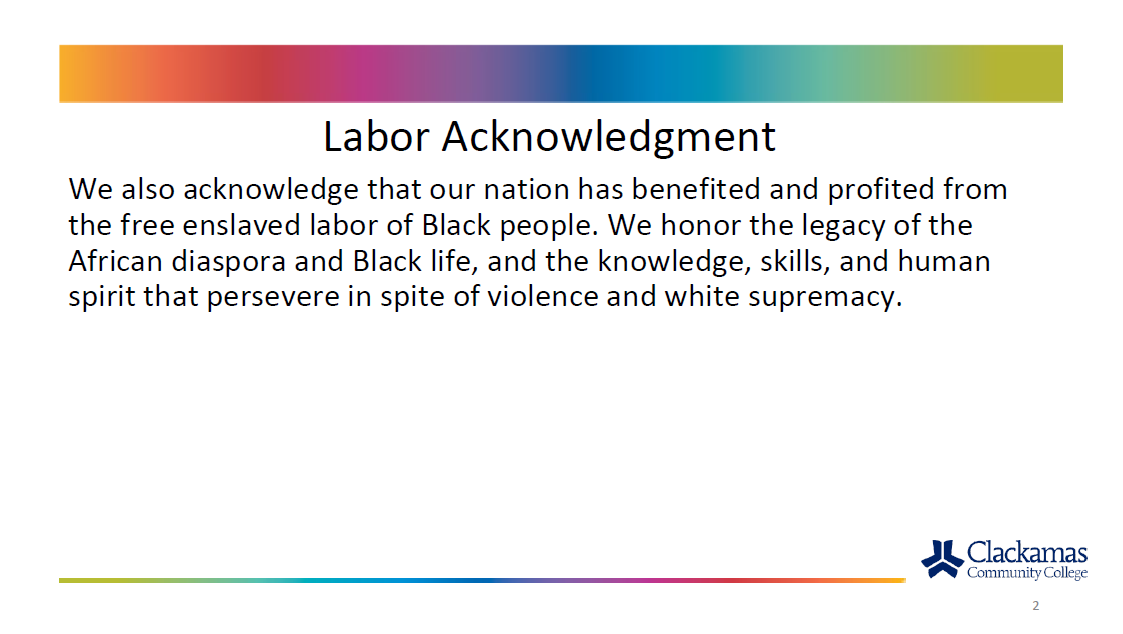 Labor Acknowledgment
We also acknowledge that our nation has benefited and profited from
the free enslaved labor of Black people. We honor the legacy of the
African diaspora and Black life, and the knowledge, skills, and human
spirit that persevere in spite of violence and white supremacy.
Clackamas
Community College
2